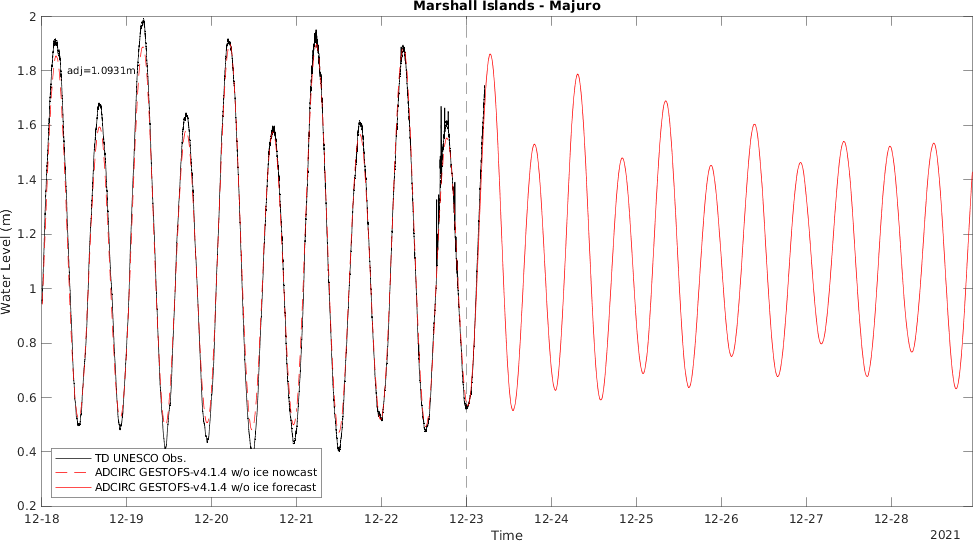 Marshall Islands - Majuro
2
1.8
1.6
1.4
1.2
1
0.8
0.6
0.4
0.2
Water Level (m)
adj=1.0931m
TD UNESCO Obs.
ADCIRC GESTOFS-v4.1.4 w/o ice nowcast
ADCIRC GESTOFS-v4.1.4 w/o ice forecast
12-18 12-19 12-20 12-21 12-22 12-23 12-24 12-25 12-26 12-27 12-28
Time
2021